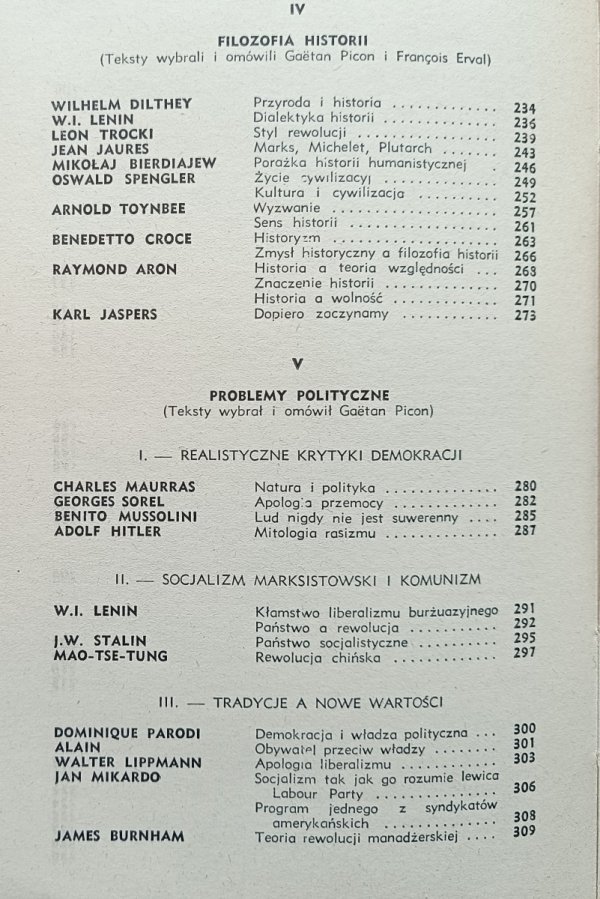 IV
FILOZOFIA HISTORII
(Teksty wybrali i omówili Gaëtan Picon i François Erval)
WILHELM DILTHEY Przyroda i historia ............. 234
W.I. LENIN Dialektyka historii ............. 236
LEON TROCKI Styl rewolucji ............. 239
JEAN JAURES Marks, Michelet, Plutarch ....... 243
MIKOŁAJ BIERDIAJEW Porażka historii humanistycznej . 246
OSWALD SPENGLER Życie cywilizacyj ............. 249
Kultura i cywilizacja ........... 252
ARNOLD TOYNBEE Wyzwanie ............. 257
Sens historii ............. 261
BENEDETTO CROCE Historyzm ............. 263
Zmysł historyczny a filozofia historii 266
RAYMOND ARON Historia a teoria względności ... 268
Znaczenie historii ............. 270
Historia a wolność ............. 271
KARL JASPERS Dopiero zaczynamy ............. 273
V
PROBLEMY POLITYCZNE
(Teksty wybrał i omówił Gaëtan Picon)
I. — REALISTYCZNE KRYTYKI DEMOKRACJI
CHARLES MAURRAS Natura i polityka ............. 280
GEORGES SOREL Apologia przemocy ............. 282
BENITO MUSSOLINI Lud nigdy nie jest suwerenny .... 285
ADOLF HITLER Mitologia rasizmu ............. 287
II. — SOCJALIZM MARKSISTOWSKI I KOMUNIZM
W.I. LENIN Kłamstwo liberalizmu burżuazyjnego 291
Państwo a rewolucja ........... 292
J.W. STALIN Państwo socjalistyczne .......... 295
MAO-TSE-TUNG Rewolucja chińska ............ 297
III. — TRADYCJE A NOWE WARTOŚCI
DOMINIQUE PARODI Demokracja i władza polityczna ... 300
ALAIN Obywatel przeciw władzy ........ 301
WALTER LIPPMANN Apologia liberalizmu ............ 303
JAN MIKARDO Socjalizm tak jak go rozumie lewica
Labour Party .............. 306
Program jednego z syndykatów
amerykańskich ............. 308
JAMES BURNHAM Teoria rewolucji manadżerskiej .... 309